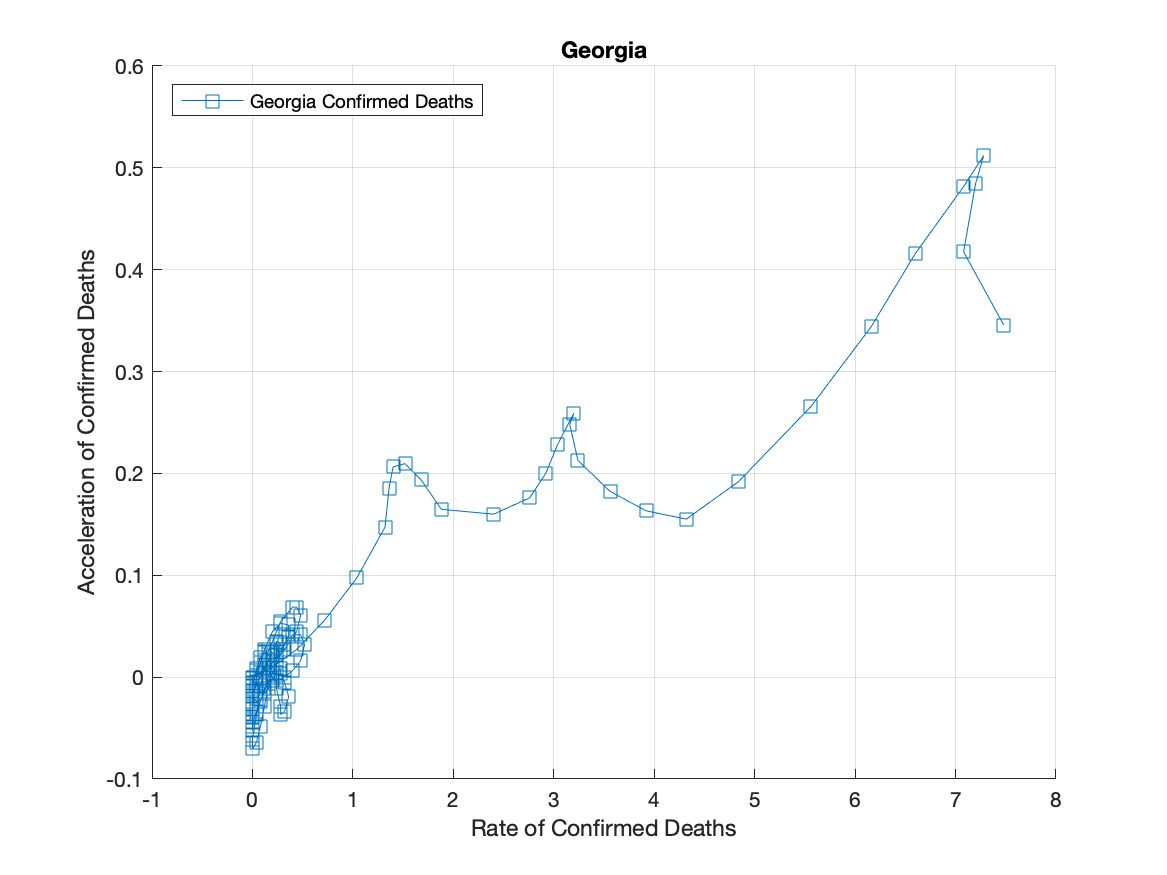 Georgia
Georgia Confirmed Deaths
0.6
0.5
0.4
0.3
0.2
0.1
0
-0.1
Acceleration of Confirmed Deaths
-1 0 1 2 3 4 5 6 7 8
Rate of Confirmed Deaths